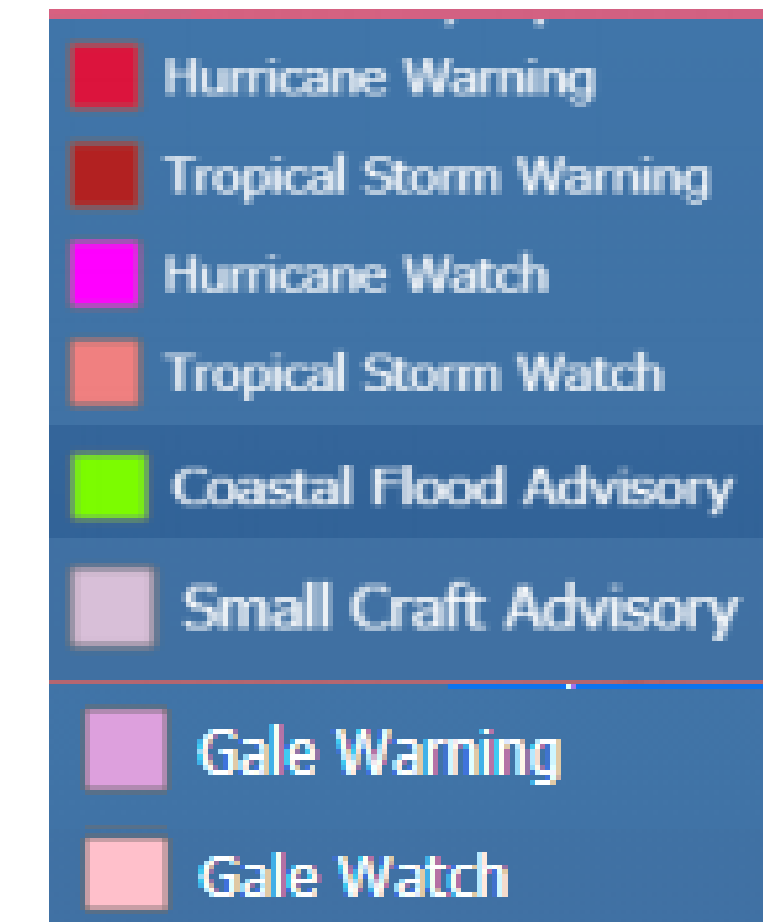 Hurricane Warning
Tropical Storm Warning
Hurricane Watch
Tropical Storm Watch
Coastal Flood Advisory
Small Craft Advisory
Gale Warning
Gale Watch